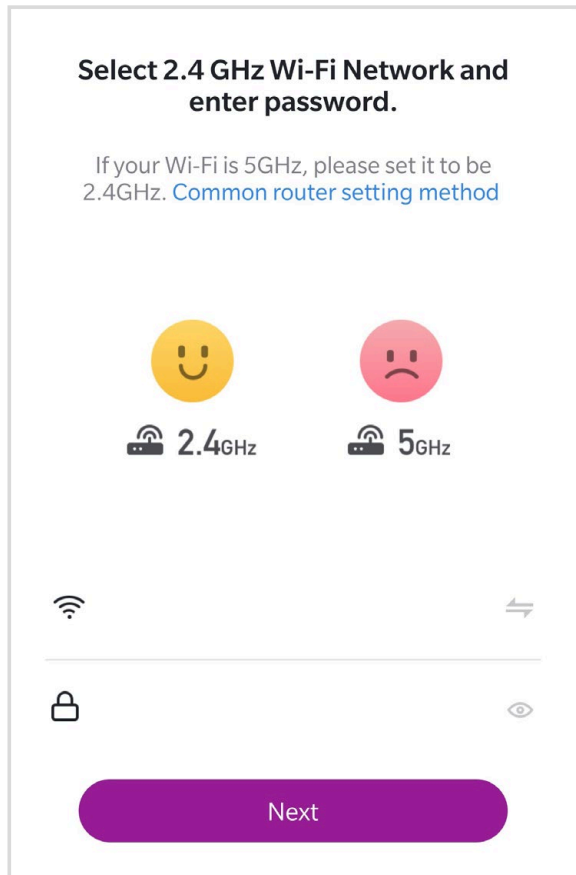 Select 2.4 GHz Wi-Fi Network and
enter password.
If your Wi-Fi is 5GHz, please set it to be
2.4GHz. Common router setting method
2.4GHz 5GHz
Next